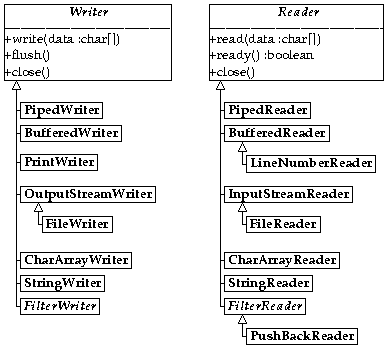 Writer
+write(data :char[])
+flush()
+close()
PipedWriter
BufferedWriter
PrintWriter
OutputStreamWriter
FileWriter
CharArrayWriter
StringWriter
FilterWriter
Reader
+read(data :char[])
+ready() :boolean
+close()
PipedReader
BufferedReader
LineNumberReader
InputStreamReader
FileReader
CharArrayReader
StringReader
FilterReader
PushBackReader